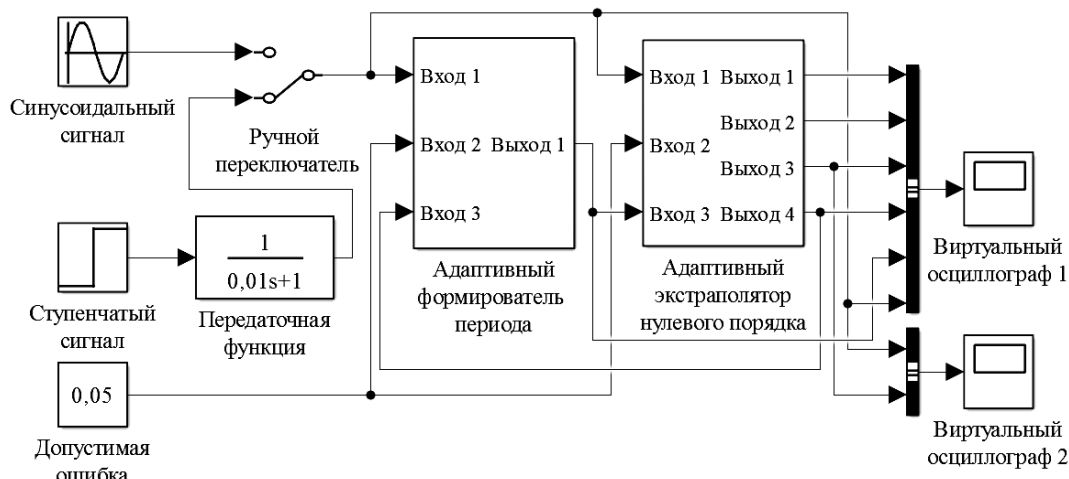 Синусоидальный
сигнал
Ручной
переключатель
Ступенчатый
сигнал
1
0,01s+1
Передаточная
функция
0,05
Допустимая
ошибка
Вход 1
Вход 2
Выход 1
Вход 3
Адаптивный
формирователь
периода
Вход 1
Выход 1
Выход 2
Вход 2
Выход 3
Вход 3
Выход 4
Адаптивный
экстраполятор
нулевого порядка
Виртуальный
осциллограф 1
Виртуальный
осциллограф 2